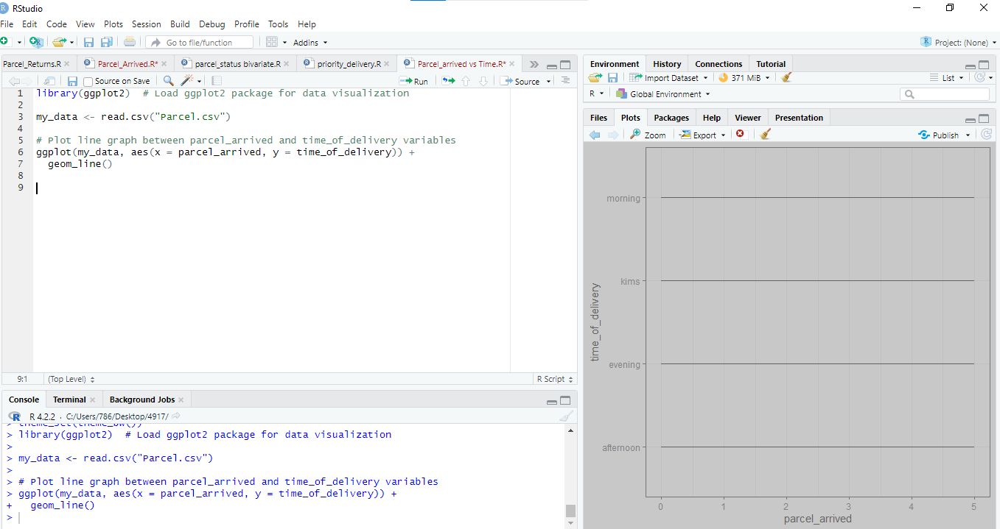 RStudio
File Edit Code View Plots Session Build Debug Profile Tools Help
Go to file/function Addins Project: (None)
Parcel_Returns.R Parcel_Arrived.R* parcel_status bivariate.R priority_delivery.R Parcel_arrived vs Time.R*
Source on Save Run Source
1 library(ggplot2)  # Load ggplot2 package for data visualization
2
3 my_data <- read.csv("Parcel.csv")
4
5 # Plot line graph between parcel_arrived and time_of_delivery variables
6 ggplot(my_data, aes(x = parcel_arrived, y = time_of_delivery)) +
7   geom_line()
8
9
9:1 (Top Level) R Script
Console Terminal Background Jobs
R 4.2.2 · C:/Users/786/Desktop/4917/
> theme_set(theme_bw())
> library(ggplot2)  # Load ggplot2 package for data visualization
>
> my_data <- read.csv("Parcel.csv")
>
> # Plot line graph between parcel_arrived and time_of_delivery variables
> ggplot(my_data, aes(x = parcel_arrived, y = time_of_delivery)) +
+   geom_line()
>
Environment History Connections Tutorial
Import Dataset 371 MiB List
R Global Environment
Files Plots Packages Help Viewer Presentation
Zoom Export Publish
time_of_delivery
morning
kims
evening
afternoon
0 1 2 3 4 5
parcel_arrived